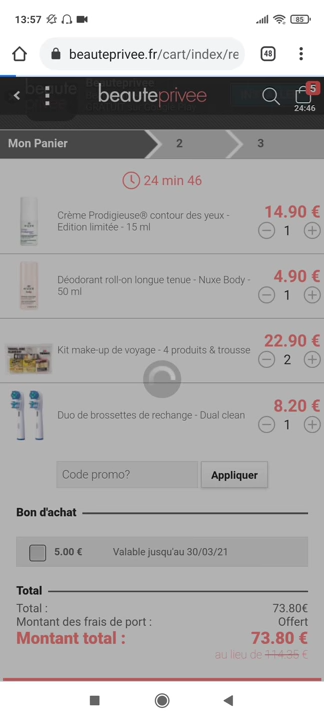 13:57
85
beauteprivee.fr/cart/index/re
48
beauteprivee
5
24:46
Mon Panier
2
3
24 min 46
Crème Prodigieuse® contour des yeux -
Edition limitée - 15 ml
14.90 €
1
Déodorant roll-on longue tenue - Nuxe Body -
50 ml
4.90 €
1
Kit make-up de voyage - 4 produits & trousse
22.90 €
2
Duo de brossettes de rechange - Dual clean
8.20 €
1
Code promo?
Appliquer
Bon d'achat
5.00 € Valable jusqu'au 30/03/21
Total
Total : 73.80€
Montant des frais de port : Offert
Montant total : 73.80 €
au lieu de 114.35 €